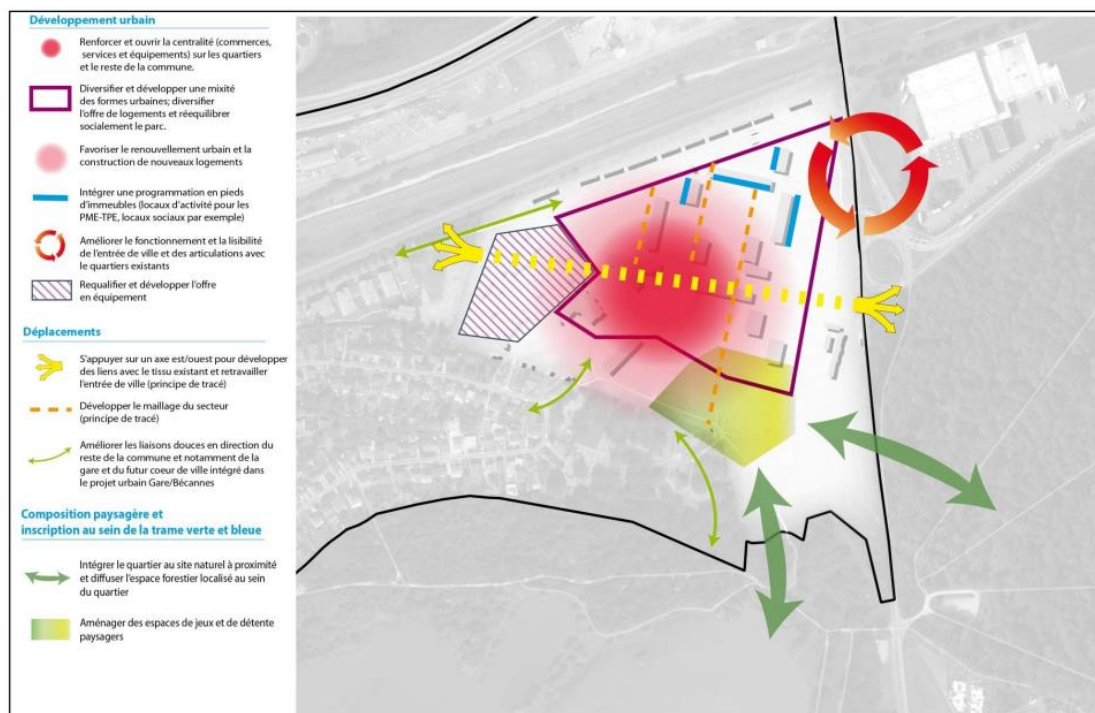 Développement urbain
Renforcer et ouvrir la centralité (commerces,
services et équipements) sur les quartiers
et le reste de la commune.
Diversifier et développer une mixité
des formes urbaines; diversifier
l'offre de logements et réequilibrer
socialement le parc.
Favoriser le renouvellement urbain et la
construction de nouveaux logements
Intégrer une programmation en pieds
d'immeubles (locaux d'activité pour les
PME-TPE, locaux sociaux par exemple)
Améliorer le fonctionnement et la lisibilité
de l'entrée de ville et des articulations avec
le quartiers existants
Requalifier et développer l'offre
en équipement
Déplacements
S'appuyer sur un axe est/ouest pour développer
des liens avec le tissu existant et retravailler
l'entrée de ville (principe de tracé)
Développer le maillage du secteur
(principe de tracé)
Améliorer les liaisons douces en direction du
reste de la commune et notamment de la
gare et du futur coeur de ville intégré dans
le projet urbain Gare/Bécannes
Composition paysagère et
inscription au sein de la trame verte et bleue
Intégrer le quartier au site naturel à proximité
et diffuser l'espace forestier localisé au sein
du quartier
Aménager des espaces de jeux et de détente
paysagers